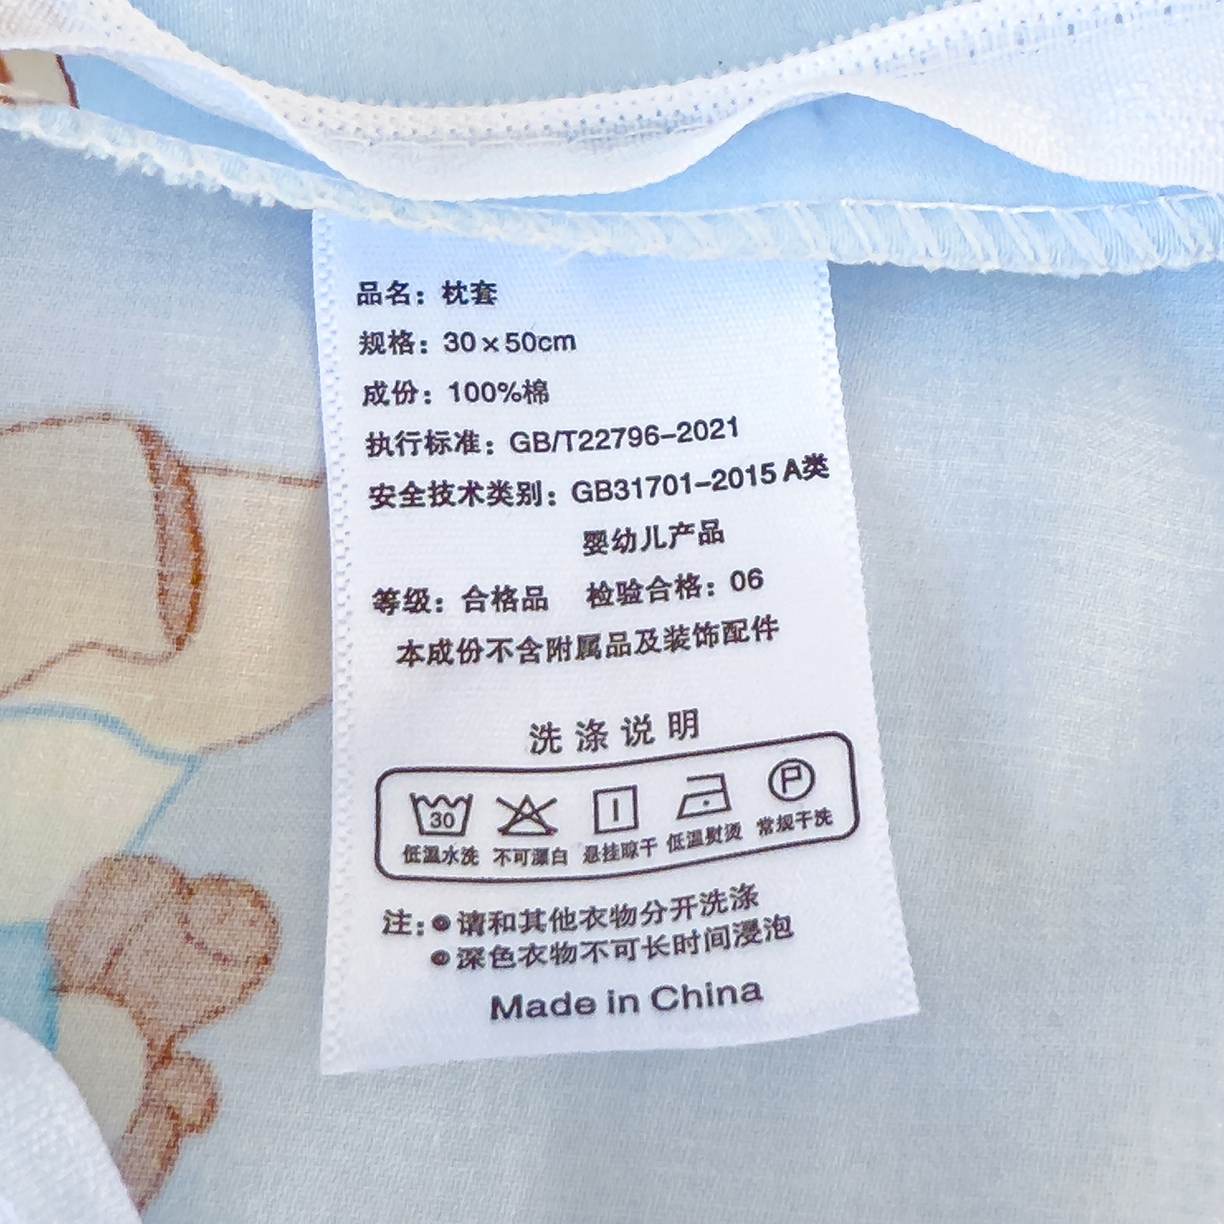 品名：枕套
规格：30×50cm
成份：100%棉
执行标准：GB/T22796-2021
安全技术类别：GB31701-2015 A类
婴幼儿产品
等级：合格品 检验合格：06
本成份不含附属品及装饰配件
洗涤说明
30 P
低温水洗 不可漂白 悬挂晾干 低温熨烫 常规干洗
注：●请和其他衣物分开洗涤
●深色衣物不可长时间浸泡
Made in China